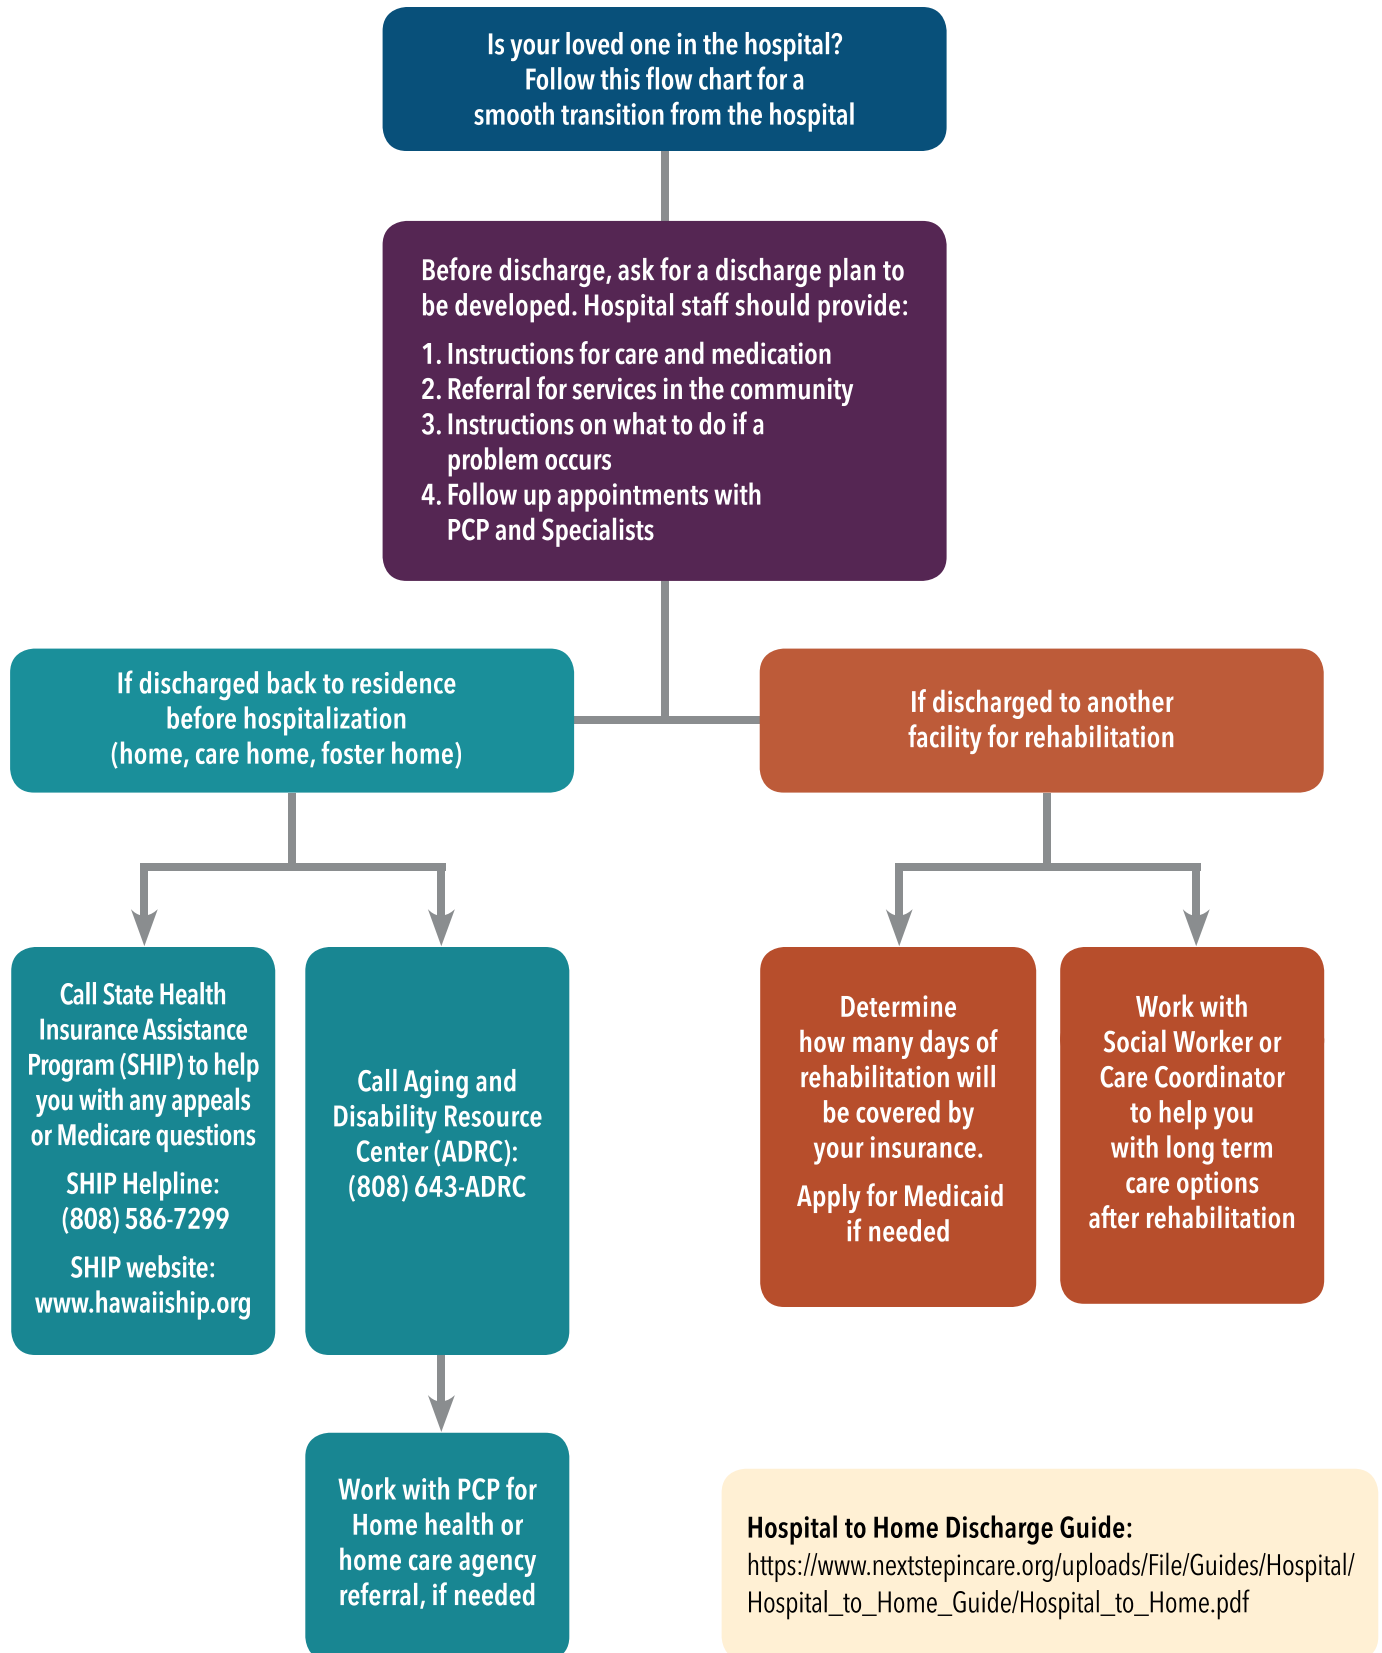 Is your loved one in the hospital?
Follow this flow chart for a
smooth transition from the hospital
Before discharge, ask for a discharge plan to
be developed. Hospital staff should provide:
1. Instructions for care and medication
2. Referral for services in the community
3. Instructions on what to do if a
problem occurs
4. Follow up appointments with
PCP and Specialists
If discharged back to residence
before hospitalization
(home, care home, foster home)
If discharged to another
facility for rehabilitation
Call State Health
Insurance Assistance
Program (SHIP) to help
you with any appeals
or Medicare questions
SHIP Helpline:
(808) 586-7299
SHIP website:
www.hawaiiship.org
Call Aging and
Disability Resource
Center (ADRC):
(808) 643-ADRC
Determine
how many days of
rehabilitation will
be covered by
your insurance.
Apply for Medicaid
if needed
Work with
Social Worker or
Care Coordinator
to help you
with long term
care options
after rehabilitation
Work with PCP for
Home health or
home care agency
referral, if needed
Hospital to Home Discharge Guide:
https://www.nextstepincare.org/uploads/File/Guides/Hospital/
Hospital_to_Home_Guide/Hospital_to_Home.pdf